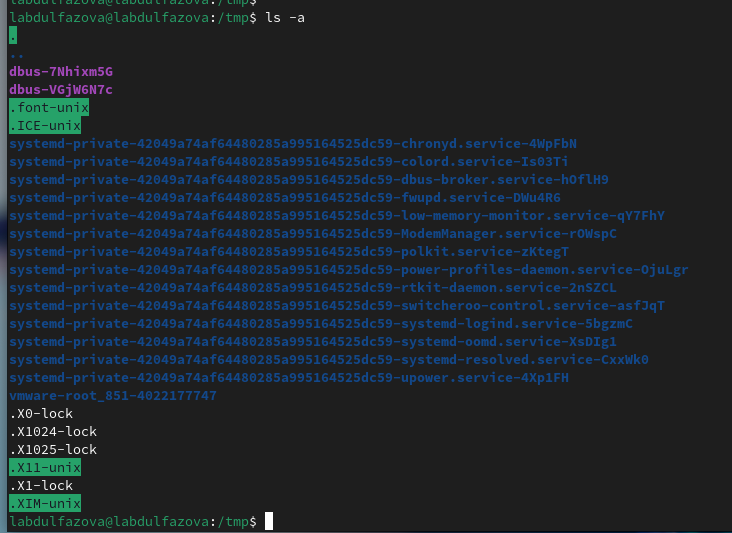 labdulfazova@labdulfazova:/tmp$
labdulfazova@labdulfazova:/tmp$ ls -a
.
..
dbus-7Nhixm5G
dbus-VGjW6N7c
.font-unix
.ICE-unix
systemd-private-42049a74af64480285a995164525dc59-chronyd.service-4WpFbN
systemd-private-42049a74af64480285a995164525dc59-colord.service-Is03Ti
systemd-private-42049a74af64480285a995164525dc59-dbus-broker.service-hOflH9
systemd-private-42049a74af64480285a995164525dc59-fwupd.service-DWu4R6
systemd-private-42049a74af64480285a995164525dc59-low-memory-monitor.service-qY7FhY
systemd-private-42049a74af64480285a995164525dc59-ModemManager.service-rOWspC
systemd-private-42049a74af64480285a995164525dc59-polkit.service-zKtegT
systemd-private-42049a74af64480285a995164525dc59-power-profiles-daemon.service-OjuLgr
systemd-private-42049a74af64480285a995164525dc59-rtkit-daemon.service-2nSZCL
systemd-private-42049a74af64480285a995164525dc59-switcheroo-control.service-asfJqT
systemd-private-42049a74af64480285a995164525dc59-systemd-logind.service-5bgzmC
systemd-private-42049a74af64480285a995164525dc59-systemd-oomd.service-XsDIg1
systemd-private-42049a74af64480285a995164525dc59-systemd-resolved.service-CxxWk0
systemd-private-42049a74af64480285a995164525dc59-upower.service-4Xp1FH
vmware-root_851-4022177747
.X0-lock
.X1024-lock
.X1025-lock
.X11-unix
.X1-lock
.XIM-unix
labdulfazova@labdulfazova:/tmp$